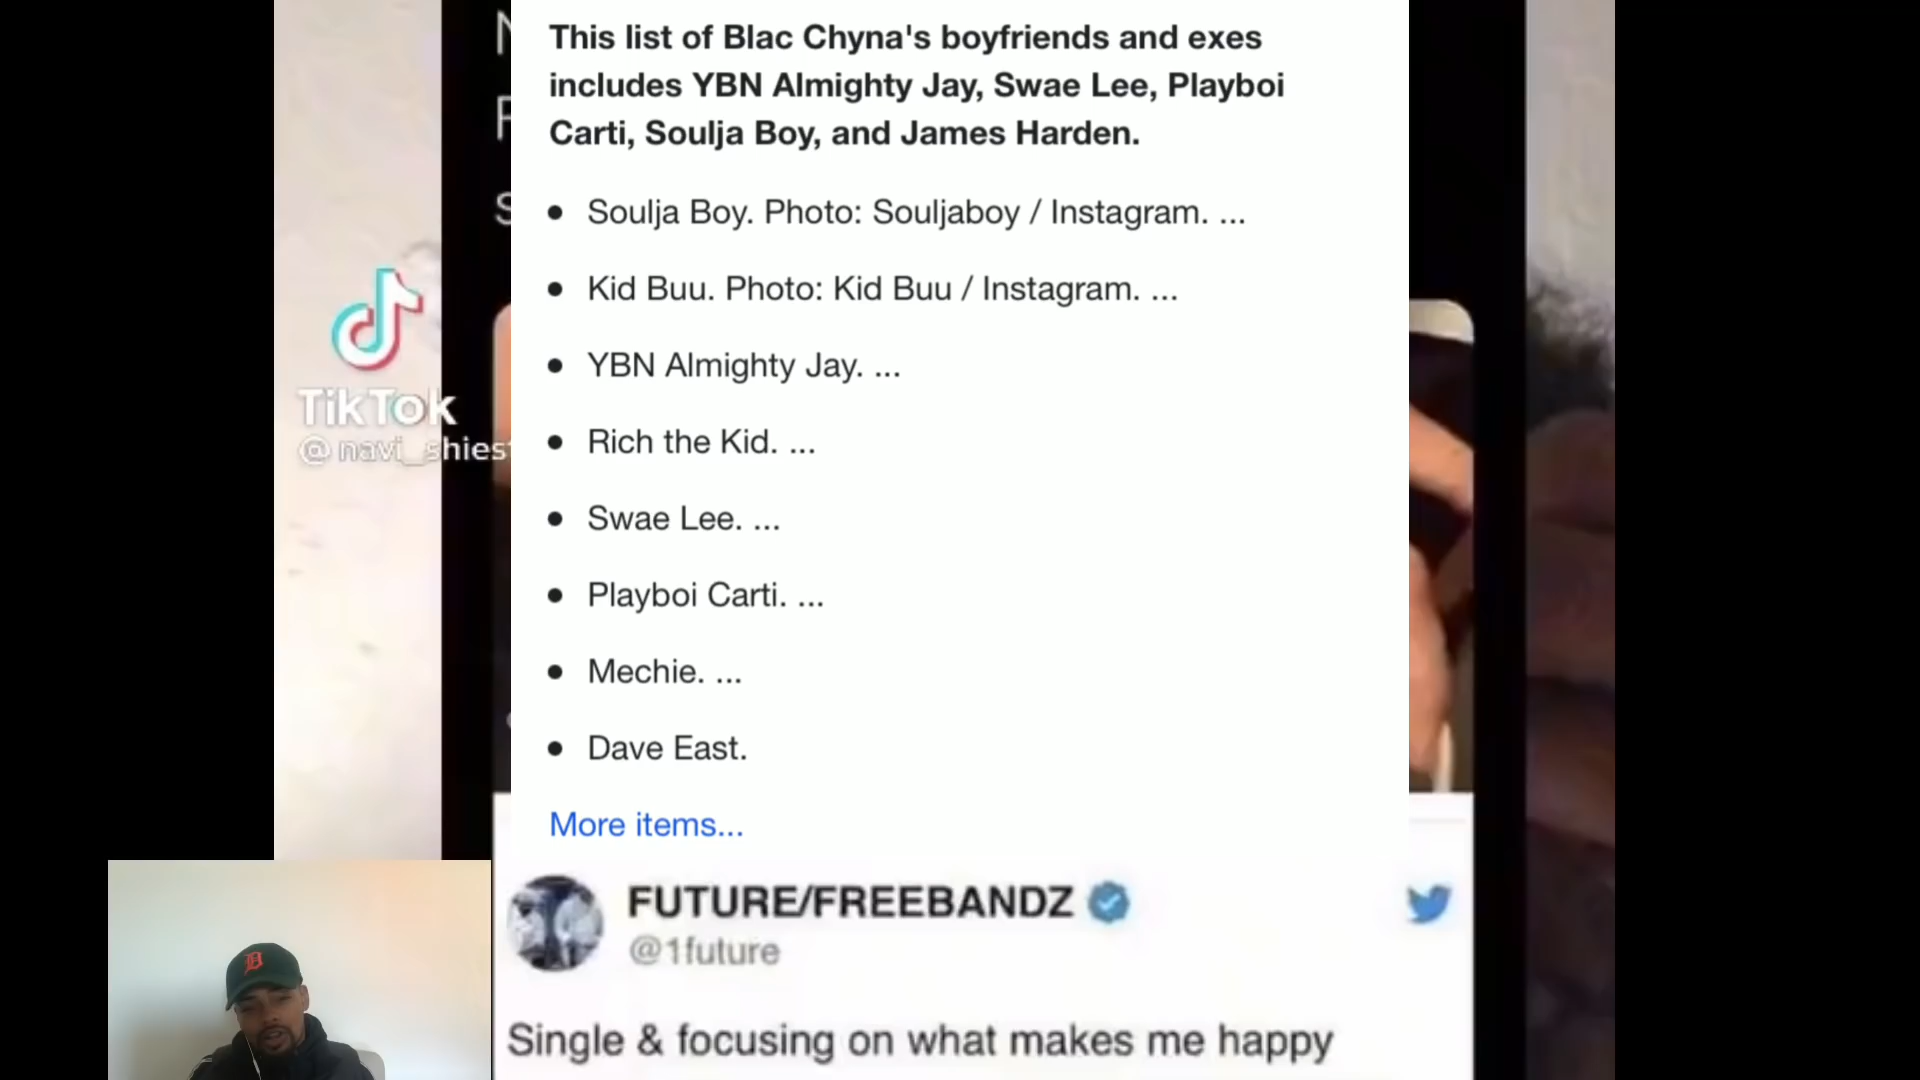 This list of Blac Chyna's boyfriends and exes
includes YBN Almighty Jay, Swae Lee, Playboi
Carti, Soulja Boy, and James Harden.
Soulja Boy. Photo: Souljaboy / Instagram. ...
Kid Buu. Photo: Kid Buu / Instagram. ...
YBN Almighty Jay. ...
Rich the Kid. ...
Swae Lee. ...
Playboi Carti. ...
Mechie. ...
Dave East.
More items...
TikTok
@navi_shies
FUTURE/FREEBANDZ
@1future
Single & focusing on what makes me happy
D